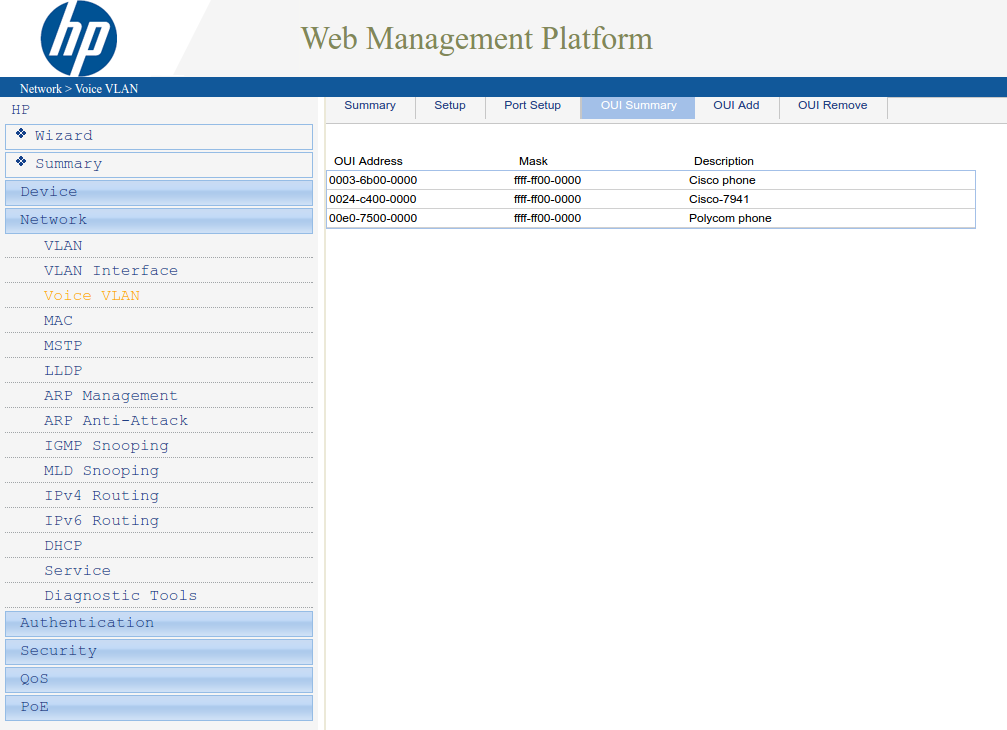 hp
Web Management Platform
Network > Voice VLAN
HP
Wizard
Summary
Device
Network
VLAN
VLAN Interface
Voice VLAN
MAC
MSTP
LLDP
ARP Management
ARP Anti-Attack
IGMP Snooping
MLD Snooping
IPv4 Routing
IPv6 Routing
DHCP
Service
Diagnostic Tools
Authentication
Security
QoS
PoE
Summary Setup Port Setup OUI Summary OUI Add OUI Remove
OUI Address Mask Description
0003-6b00-0000 ffff-ff00-0000 Cisco phone
0024-c400-0000 ffff-ff00-0000 Cisco-7941
00e0-7500-0000 ffff-ff00-0000 Polycom phone